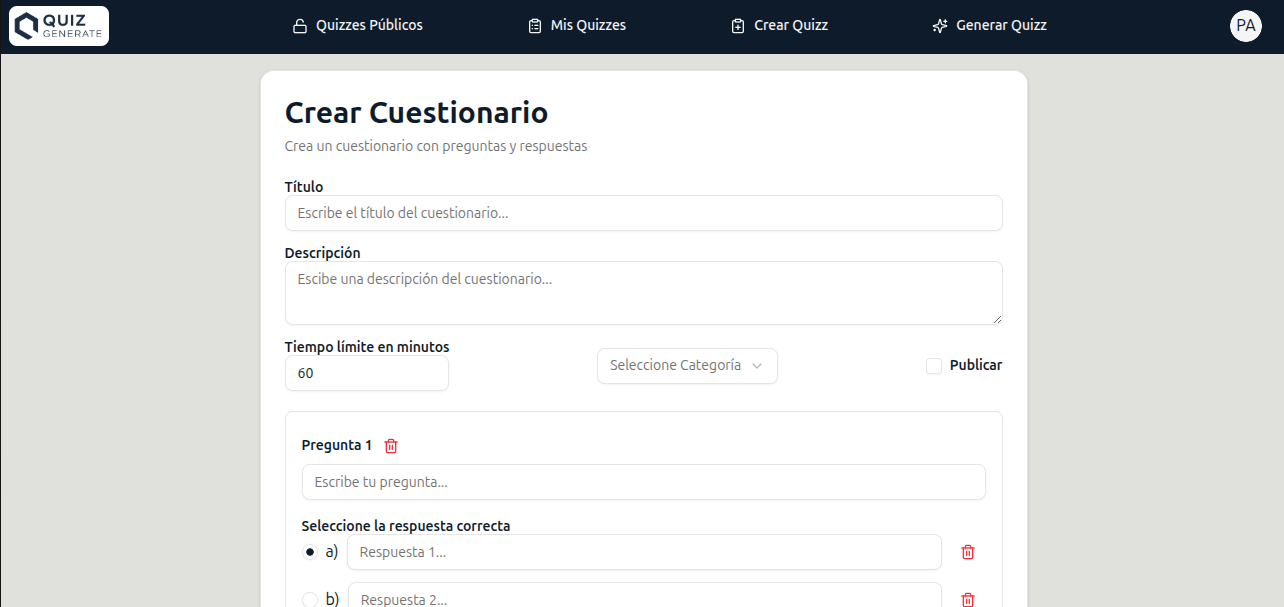 QUIZ
GENERATE
Quizzes Públicos
Mis Quizzes
Crear Quizz
Generar Quizz
PA
Crear Cuestionario
Crea un cuestionario con preguntas y respuestas
Título
Escribe el título del cuestionario...
Descripción
Escibe una descripción del cuestionario...
Tiempo límite en minutos
60
Seleccione Categoría
Publicar
Pregunta 1
Escribe tu pregunta...
Seleccione la respuesta correcta
a) Respuesta 1...
b) Respuesta 2...